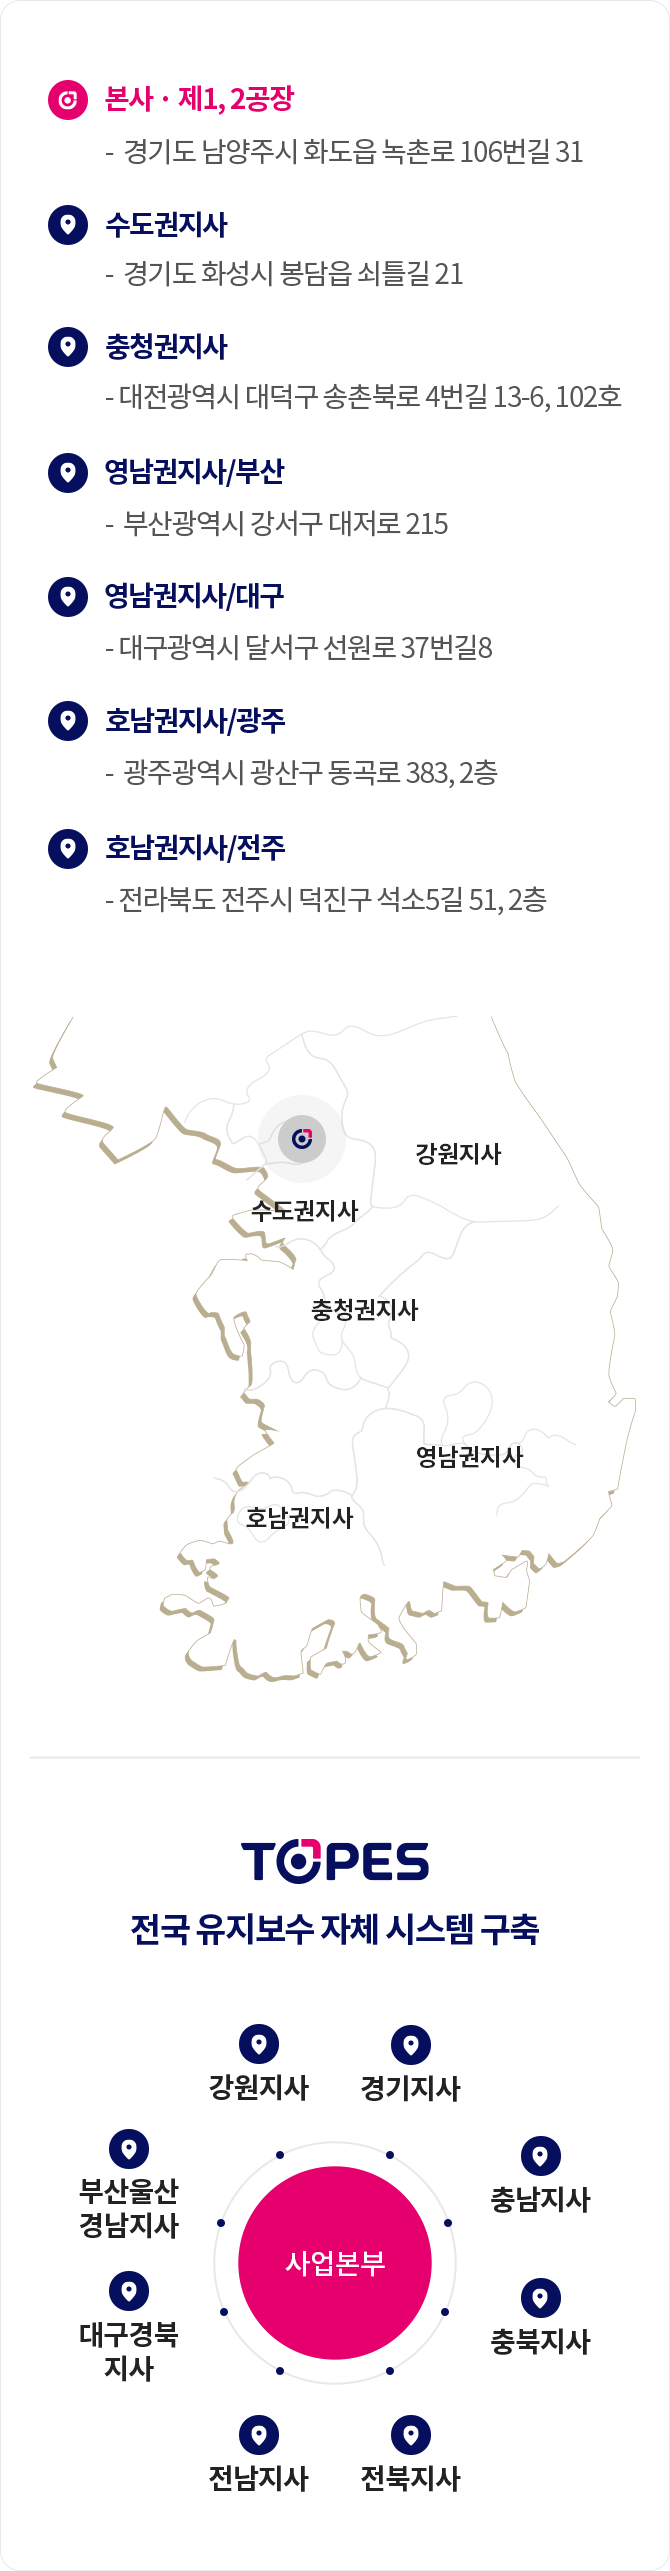 본사 · 제1, 2공장
- 경기도 남양주시 화도읍 녹촌로 106번길 31
수도권지사
- 경기도 화성시 봉담읍 쇠틀길 21
충청권지사
- 대전광역시 대덕구 송촌북로 4번길 13-6, 102호
영남권지사/부산
- 부산광역시 강서구 대저로 215
영남권지사/대구
- 대구광역시 달서구 선원로 37번길8
호남권지사/광주
- 광주광역시 광산구 동곡로 383, 2층
호남권지사/전주
- 전라북도 전주시 덕진구 석소5길 51, 2층
강원지사
수도권지사
충청권지사
영남권지사
호남권지사
TOPES
전국 유지보수 자체 시스템 구축
강원지사
경기지사
부산울산
경남지사
충남지사
사업본부
대구경북
지사
충북지사
전남지사
전북지사